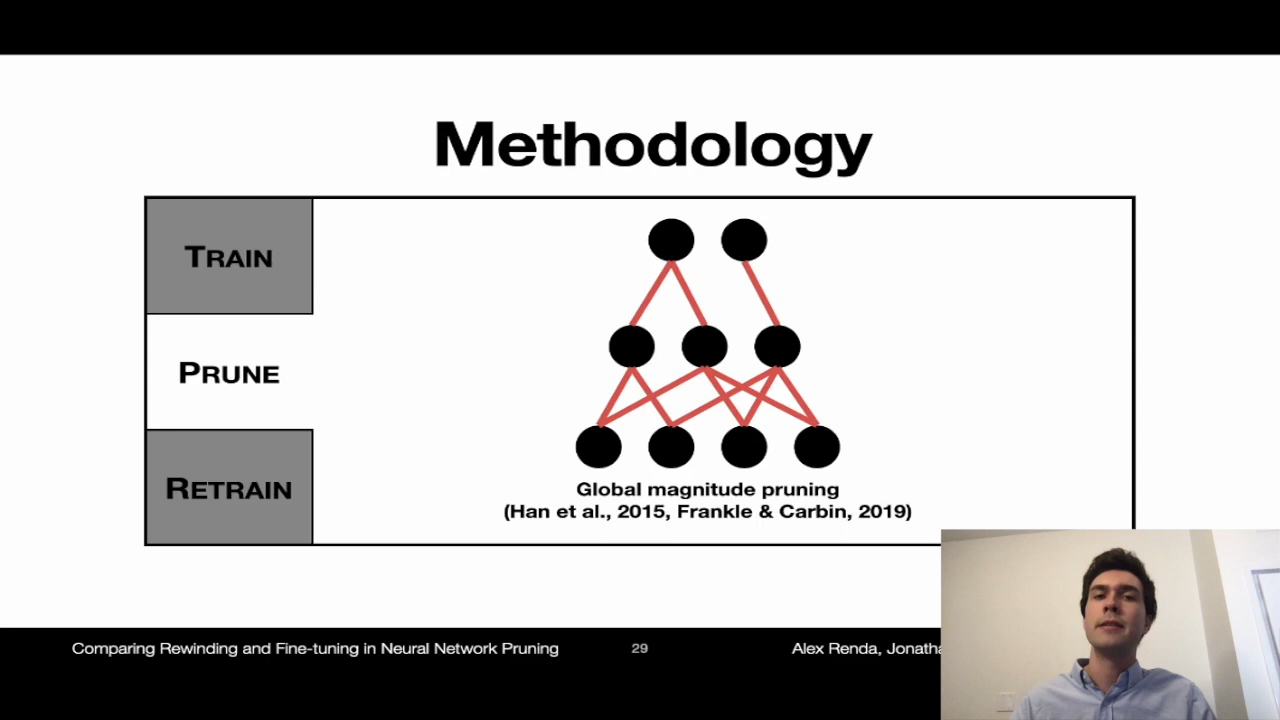 Methodology
TRAIN
PRUNE
RETRAIN
Global magnitude pruning
(Han et al., 2015, Frankle & Carbin, 2019)
Comparing Rewinding and Fine-tuning in Neural Network Pruning
29
Alex Renda,